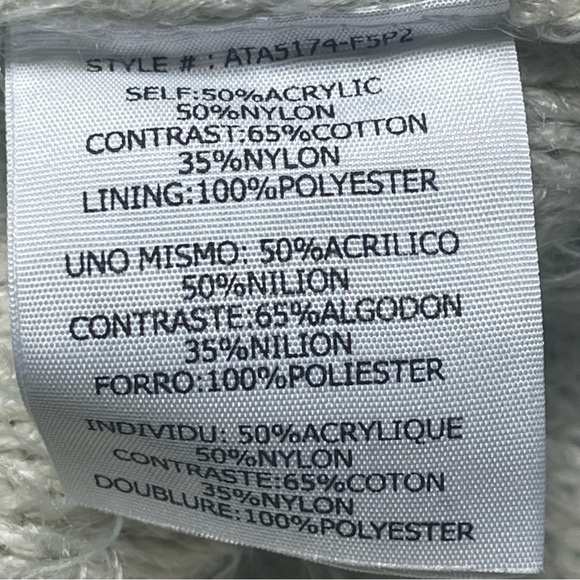 STYLE # : ATA5174-F5P2
SELF:50%ACRYLIC
50%NYLON
CONTRAST:65%COTTON
35%NYLON
LINING:100%POLYESTER
UNO MISMO: 50%ACRILICO
50%NILION
CONTRASTE:65%ALGODON
35%NILION
FORRO:100%POLIESTER
INDIVIDU: 50%ACRYLIQUE
50%NYLON
CONTRASTE:65%COTON
35%NYLON
DOUBLURE:100%POLYESTER